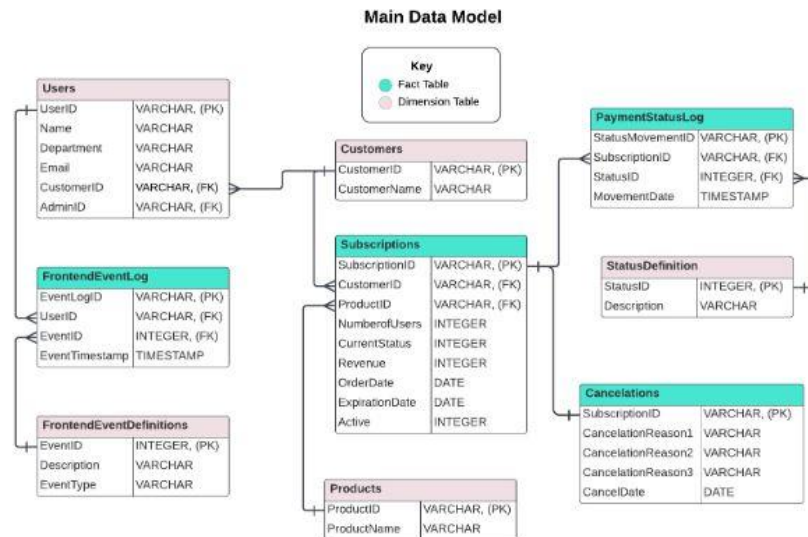 Main Data Model
Key
Fact Table
Dimension Table
Users
UserID VARCHAR, (PK)
Name VARCHAR
Department VARCHAR
Email VARCHAR
CustomerID VARCHAR, (FK)
AdminID VARCHAR, (FK)
FrontendEventLog
EventLogID VARCHAR, (PK)
UserID VARCHAR, (FK)
EventID INTEGER, (FK)
EventTimestamp TIMESTAMP
FrontendEventDefinitions
EventID INTEGER, (PK)
Description VARCHAR
EventType VARCHAR
Customers
CustomerID VARCHAR, (PK)
CustomerName VARCHAR
Subscriptions
SubscriptionID VARCHAR, (PK)
CustomerID VARCHAR, (FK)
ProductID VARCHAR, (FK)
NumberofUsers INTEGER
CurrentStatus INTEGER
Revenue INTEGER
OrderDate DATE
ExpirationDate DATE
Active INTEGER
Products
ProductID VARCHAR, (PK)
ProductName VARCHAR
PaymentStatusLog
StatusMovementID VARCHAR, (PK)
SubscriptionID VARCHAR, (FK)
StatusID INTEGER, (FK)
MovementDate TIMESTAMP
StatusDefinition
StatusID INTEGER, (PK)
Description VARCHAR
Cancelations
SubscriptionID VARCHAR, (PK)
CancelationReason1 VARCHAR
CancelationReason2 VARCHAR
CancelationReason3 VARCHAR
CancelDate DATE